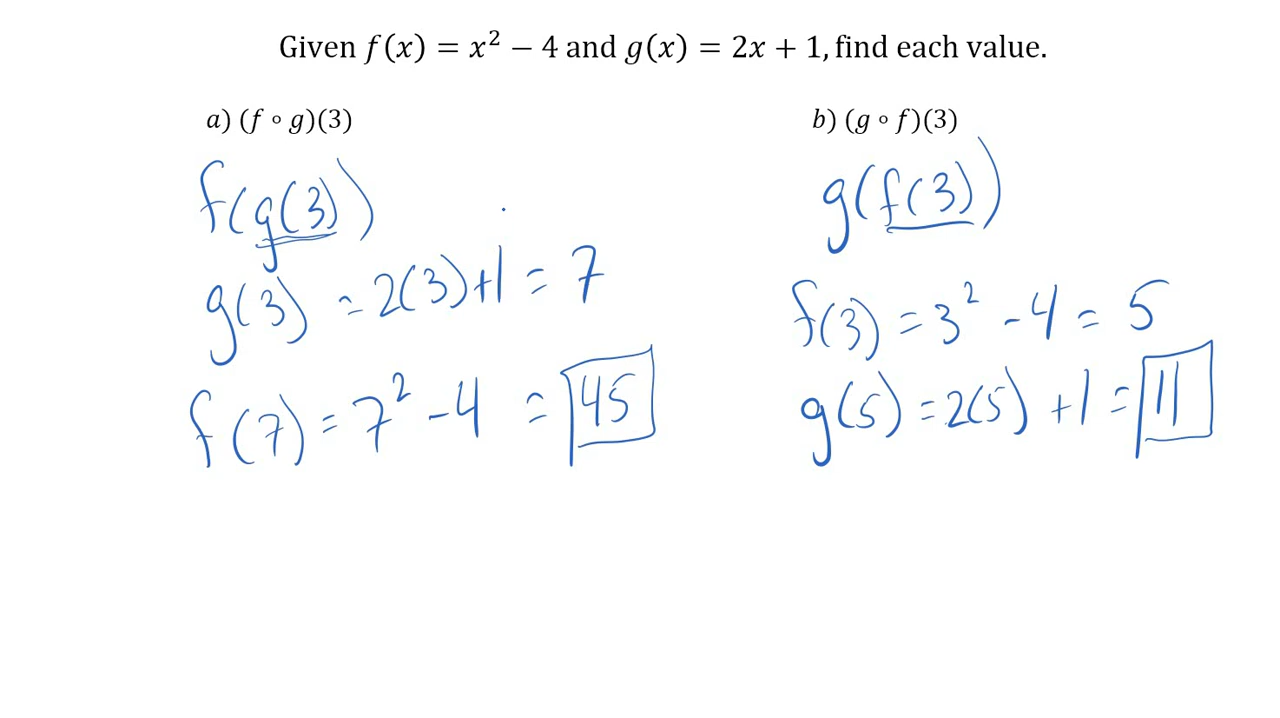 Given f(x) = x² − 4 and g(x) = 2x + 1, find each value.
a) (f ∘ g)(3)
f(g(3))
g(3) = 2(3)+1 = 7
f(7) = 7² - 4 = 45
b) (g ∘ f)(3)
g(f(3))
f(3) = 3² - 4 = 5
g(5) = 2(5) + 1 = 11